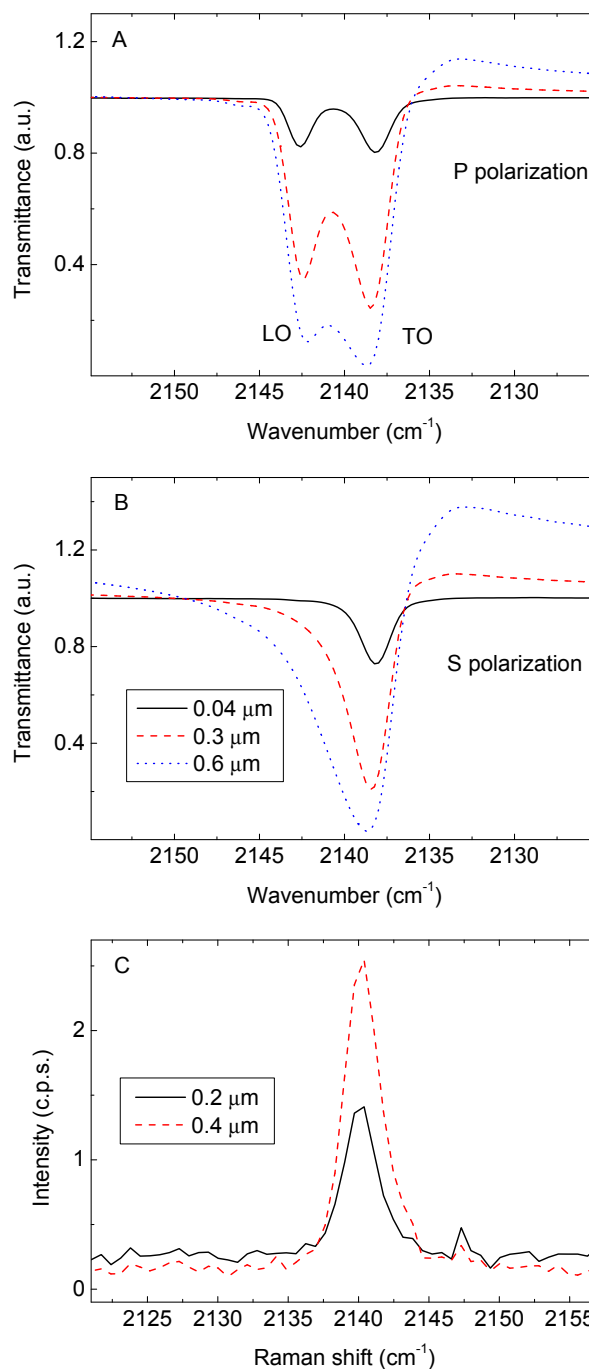 A
1.2
0.8
0.4
Transmittance (a.u.)
P polarization
LO
TO
2150 2145 2140 2135 2130
Wavenumber (cm-1)
B
1.2
0.8
0.4
Transmittance (a.u.)
S polarization
0.04 μm
0.3 μm
0.6 μm
2150 2145 2140 2135 2130
Wavenumber (cm-1)
C
2
1
0
Intensity (c.p.s.)
0.2 μm
0.4 μm
2125 2130 2135 2140 2145 2150
Raman shift (cm-1)